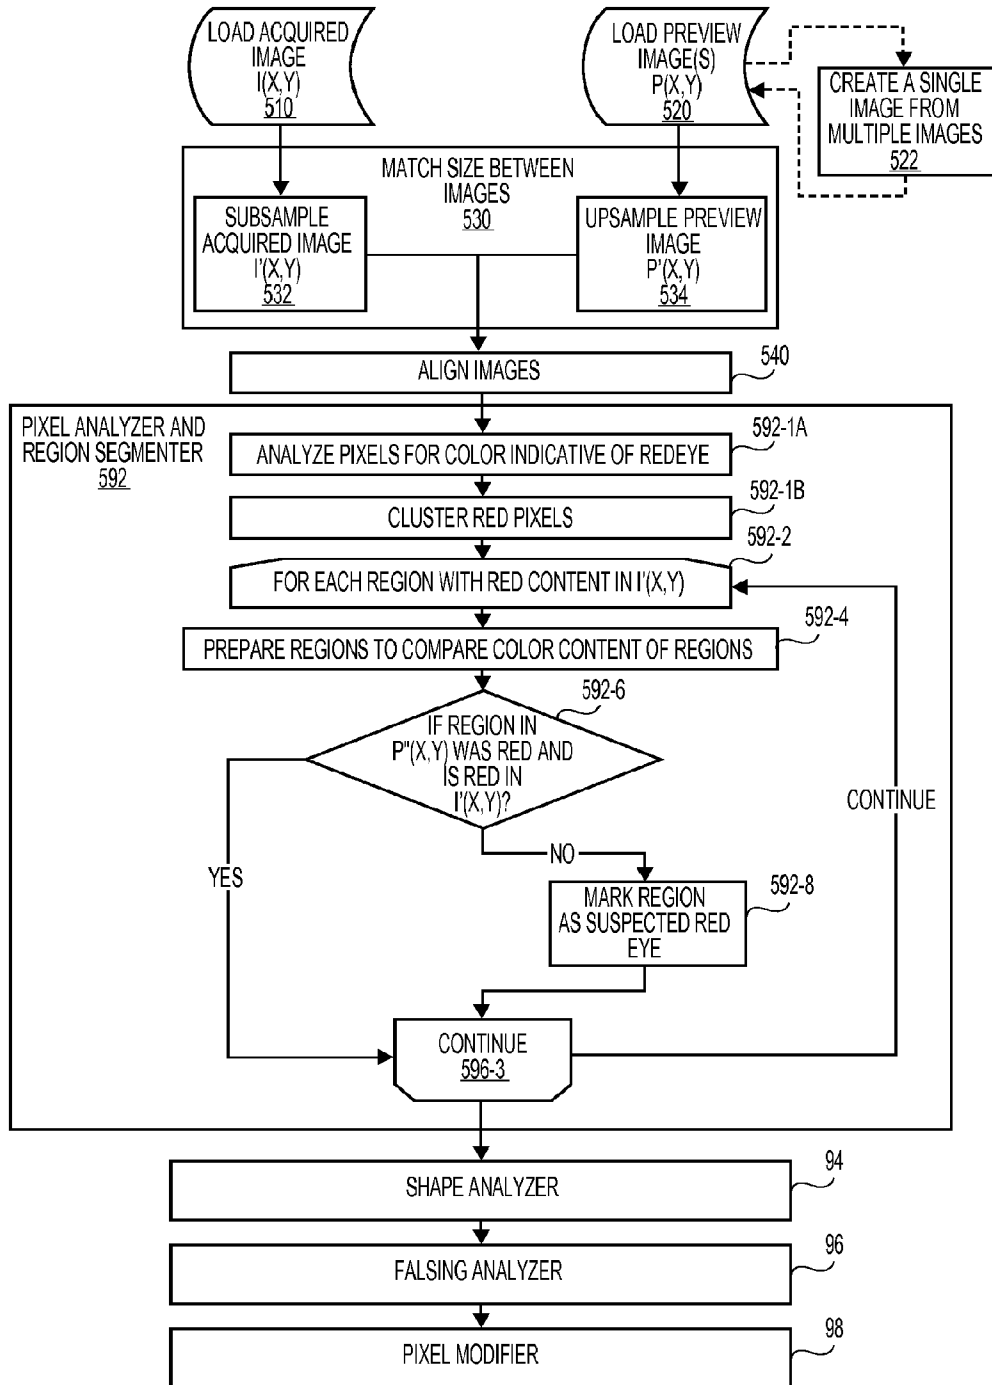 LOAD ACQUIRED
IMAGE
I(X,Y)
510
LOAD PREVIEW
IMAGE(S)
P(X,Y)
520
CREATE A SINGLE
IMAGE FROM
MULTIPLE IMAGES
522
MATCH SIZE BETWEEN
IMAGES
530
SUBSAMPLE
ACQUIRED IMAGE
I'(X,Y)
532
UPSAMPLE PREVIEW
IMAGE
P'(X,Y)
534
ALIGN IMAGES
540
PIXEL ANALYZER AND
REGION SEGMENTER
592
ANALYZE PIXELS FOR COLOR INDICATIVE OF REDEYE
592-1A
CLUSTER RED PIXELS
592-1B
FOR EACH REGION WITH RED CONTENT IN I'(X,Y)
592-2
PREPARE REGIONS TO COMPARE COLOR CONTENT OF REGIONS
592-4
IF REGION IN
P"(X,Y) WAS RED AND
IS RED IN
I'(X,Y)?
592-6
CONTINUE
YES
NO
MARK REGION
AS SUSPECTED RED
EYE
592-8
CONTINUE
596-3
SHAPE ANALYZER
94
FALSING ANALYZER
96
PIXEL MODIFIER
98